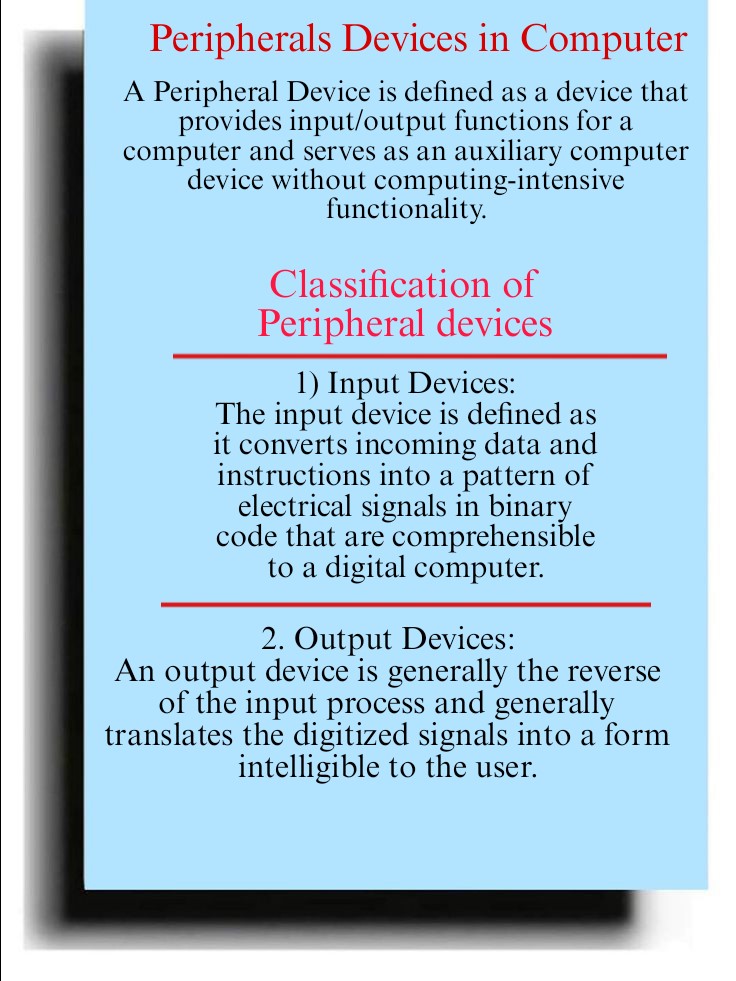 Peripherals Devices in Computer
A Peripheral Device is defined as a device that
provides input/output functions for a
computer and serves as an auxiliary computer
device without computing-intensive
functionality.
Classification of
Peripheral devices
1) Input Devices:
The input device is defined as
it converts incoming data and
instructions into a pattern of
electrical signals in binary
code that are comprehensible
to a digital computer.
2. Output Devices:
An output device is generally the reverse
of the input process and generally
translates the digitized signals into a form
intelligible to the user.